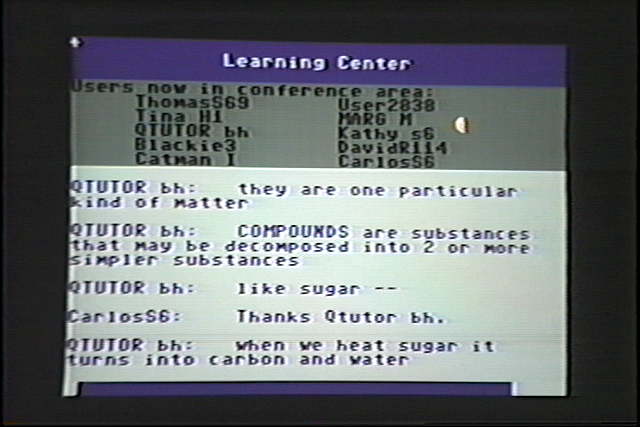 Learning Center
Users now in conference area:
ThomasS69 User2838
Tina H1 MARG M
QTUTOR bh Kathy s6
Blackie3 DavidR114
Catman I CarlosS6
QTUTOR bh: they are one particular
kind of matter
QTUTOR bh: COMPOUNDS are substances
that may be decomposed into 2 or more
simpler substances
QTUTOR bh: like sugar --
CarlosS6: Thanks Qtutor bh.
QTUTOR bh: when we heat sugar it
turns into carbon and water